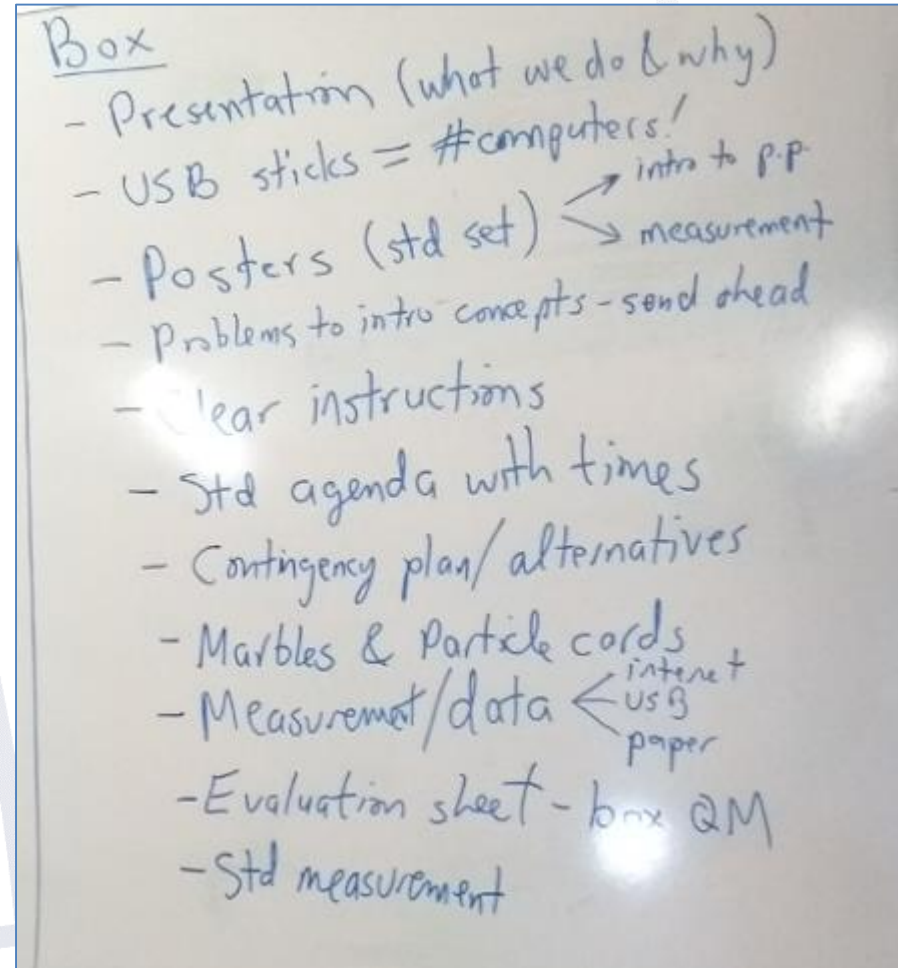 Box
- Presentation (what we do & why)
- USB sticks = #computers!
- Posters (std set) → intro to p.p.
→ measurement
- Problems to intro concepts - send ahead
- lear instructions
- Std agenda with times
- Contingency plan/alternatives
- Marbles & Particle cards
- Measuremet/data < internet
USB
paper
- Evaluation sheet - box QM
- Std measurement